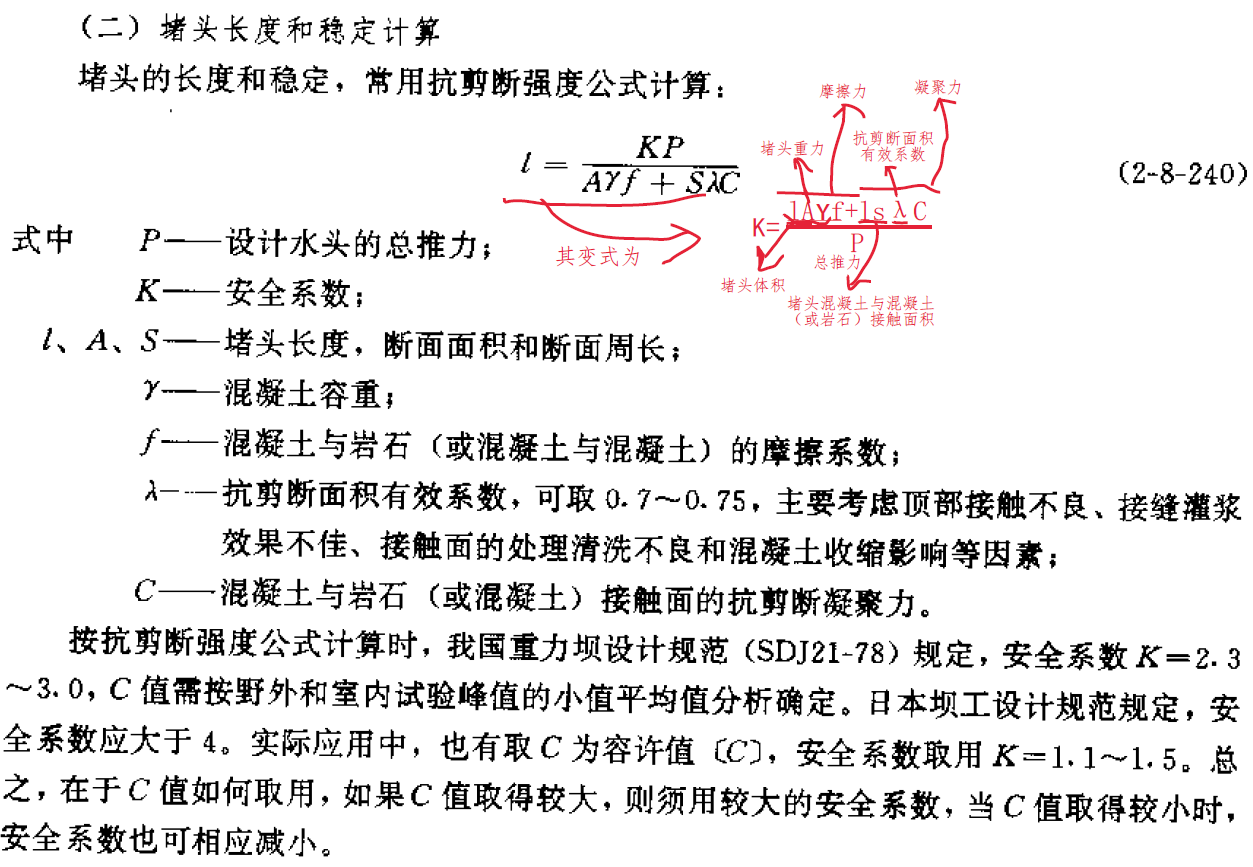 （二）堵头长度和稳定计算
堵头的长度和稳定，常用抗剪断强度公式计算：
l = KP / (Aγf + SλC) (2-8-240)
摩擦力
凝聚力
堵头重力
抗剪断面积
有效系数
K= (lAγf+lsλC) / P
其变式为
总推力
堵头体积
堵头混凝土与混凝土
（或岩石）接触面积
式中 P——设计水头的总推力；
K——安全系数；
l、A、S——堵头长度，断面面积和断面周长；
γ——混凝土容重；
f——混凝土与岩石（或混凝土与混凝土）的摩擦系数；
λ——抗剪断面积有效系数，可取0.7～0.75，主要考虑顶部接触不良、接缝灌浆
效果不佳、接触面的处理清洗不良和混凝土收缩影响等因素；
C——混凝土与岩石（或混凝土）接触面的抗剪断凝聚力。
按抗剪断强度公式计算时，我国重力坝设计规范（SDJ21-78）规定，安全系数K＝2.3
～3.0，C值需按野外和室内试验峰值的小值平均值分析确定。日本坝工设计规范规定，安
全系数应大于4。实际应用中，也有取C为容许值〔C〕，安全系数取用K＝1.1～1.5。总
之，在于C值如何取用，如果C值取得较大，则须用较大的安全系数，当C值取得较小时，
安全系数也可相应减小。